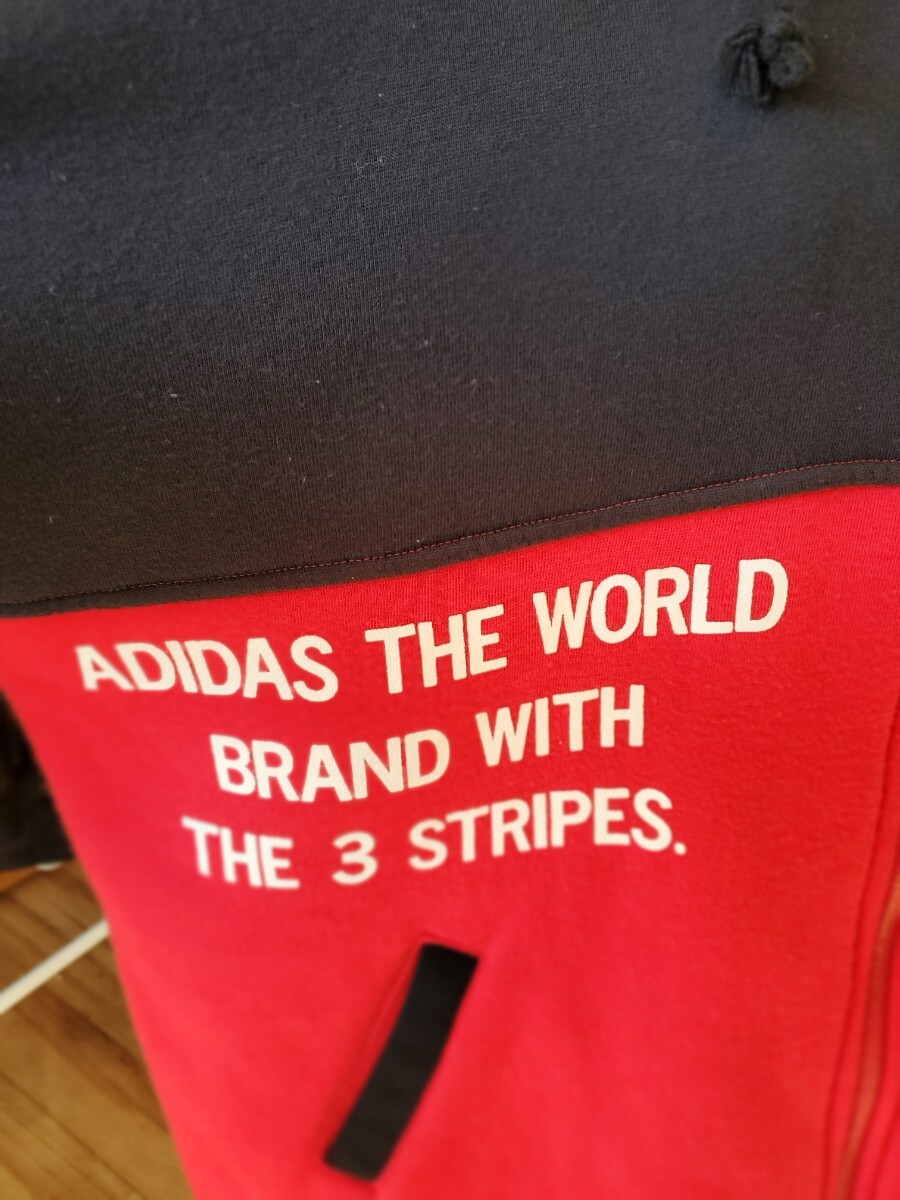 ADIDAS THE WORLD
BRAND WITH
THE 3 STRIPES.